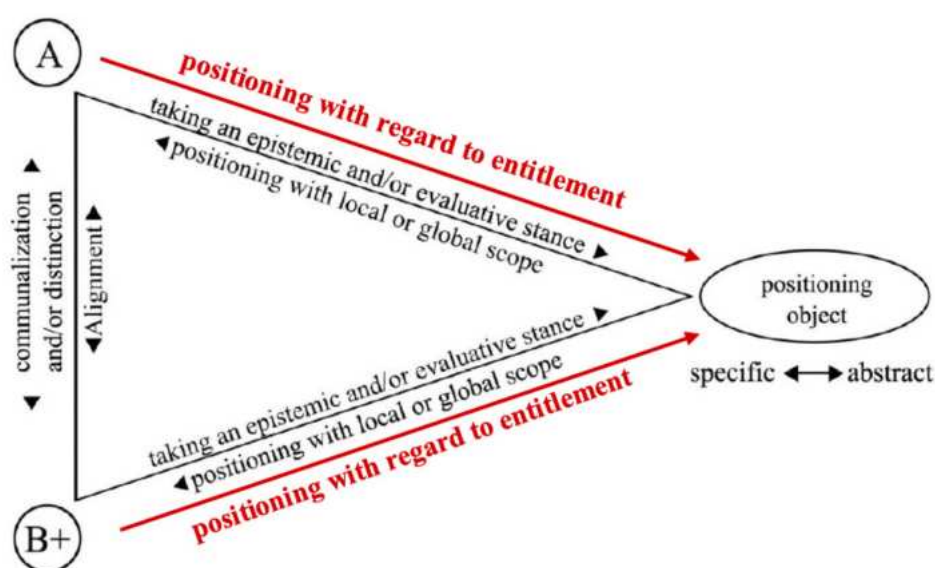 A
positioning with regard to entitlement
taking an epistemic and/or evaluative stance
positioning with local or global scope
communalization
and/or distinction
Alignment
positioning
object
specific
abstract
taking an epistemic and/or evaluative stance
positioning with local or global scope
positioning with regard to entitlement
B+